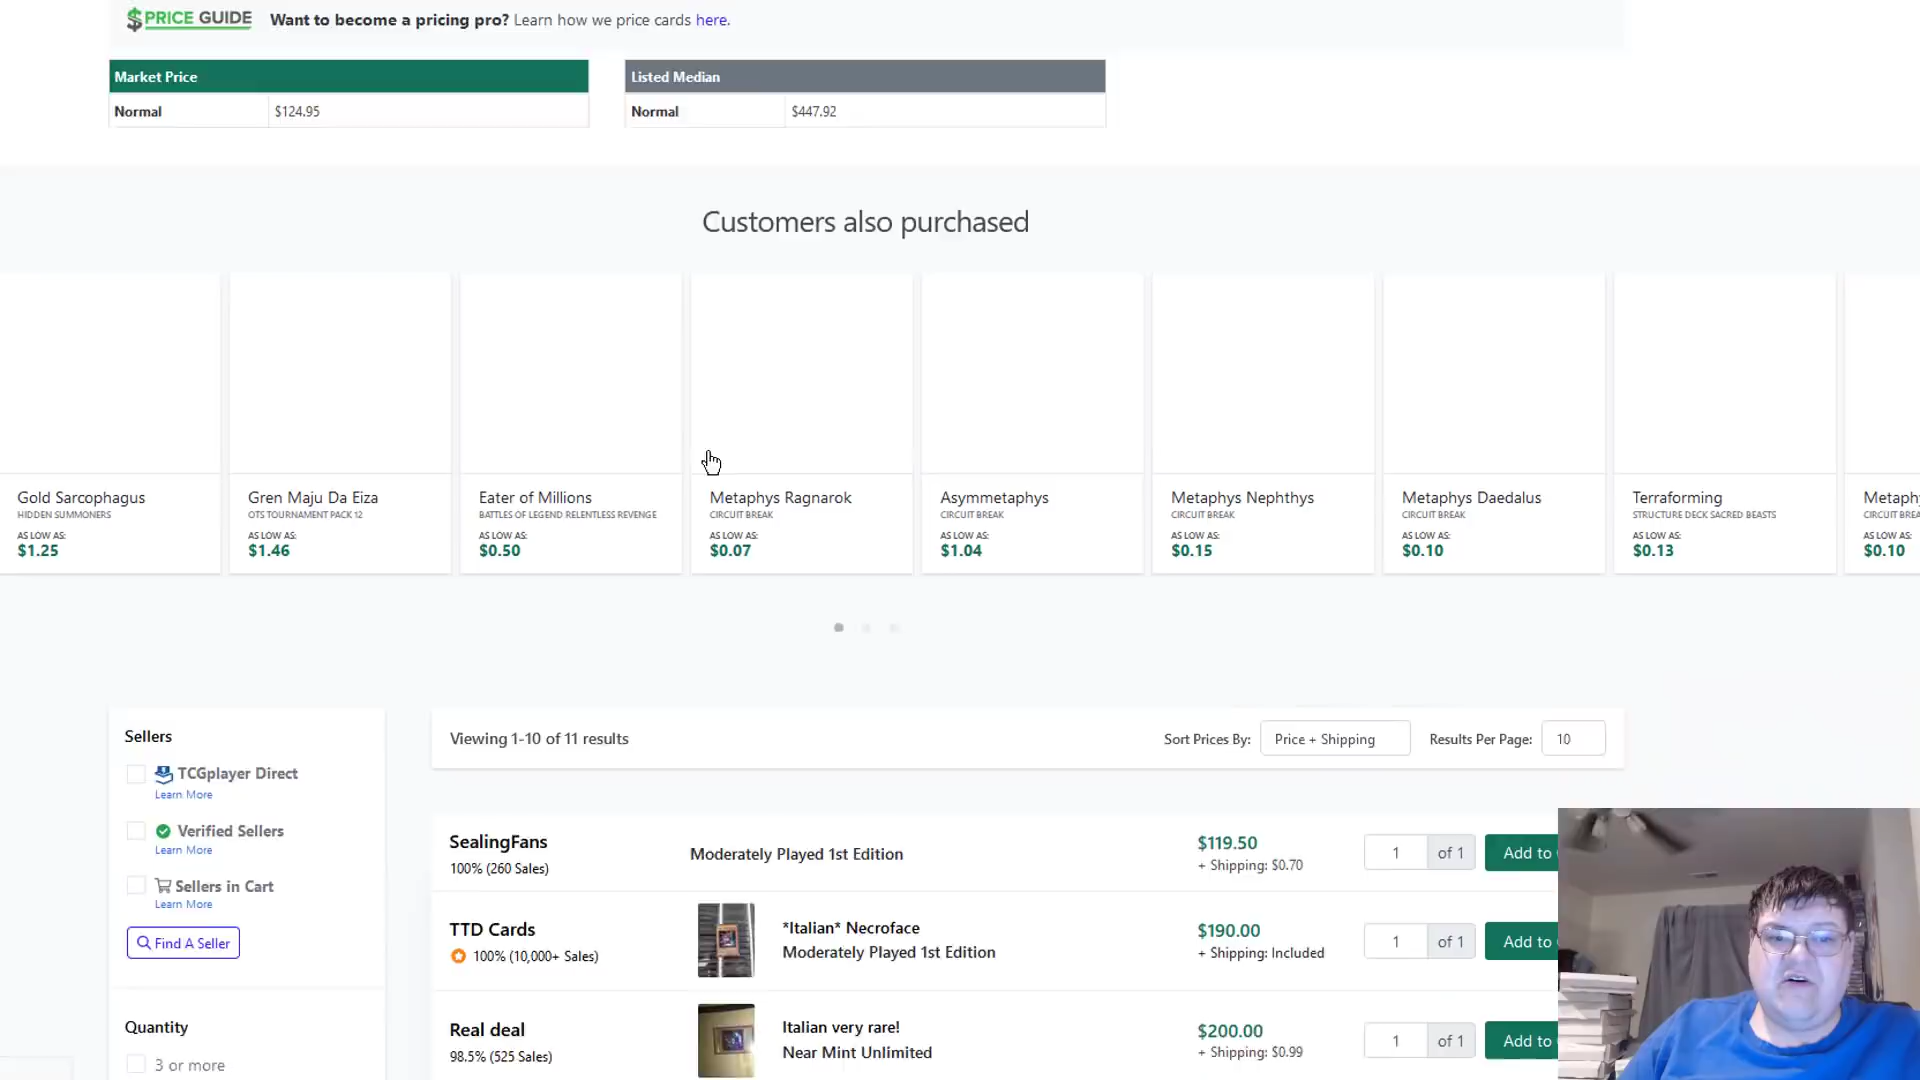 $PRICE GUIDE Want to become a pricing pro? Learn how we price cards here.
Market Price
Normal $124.95
Listed Median
Normal $447.92
Customers also purchased
Gold Sarcophagus
HIDDEN SUMMONERS
AS LOW AS:
$1.25
Gren Maju Da Eiza
OTS TOURNAMENT PACK 12
AS LOW AS:
$1.46
Eater of Millions
BATTLES OF LEGEND RELENTLESS REVENGE
AS LOW AS:
$0.50
Metaphys Ragnarok
CIRCUIT BREAK
AS LOW AS:
$0.07
Asymmetaphys
CIRCUIT BREAK
AS LOW AS:
$1.04
Metaphys Nephthys
CIRCUIT BREAK
AS LOW AS:
$0.15
Metaphys Daedalus
CIRCUIT BREAK
AS LOW AS:
$0.10
Terraforming
STRUCTURE DECK SACRED BEASTS
AS LOW AS:
$0.13
Metaph
CIRCUIT BREA
AS LOW AS:
$0.10
Sellers
TCGplayer Direct
Learn More
Verified Sellers
Learn More
Sellers in Cart
Learn More
Find A Seller
Quantity
3 or more
Viewing 1-10 of 11 results
Sort Prices By: Price + Shipping Results Per Page: 10
SealingFans
100% (260 Sales)
Moderately Played 1st Edition
$119.50
+ Shipping: $0.70
1 of 1 Add to
TTD Cards
100% (10,000+ Sales)
*Italian* Necroface
Moderately Played 1st Edition
$190.00
+ Shipping: Included
1 of 1 Add to
Real deal
98.5% (525 Sales)
Italian very rare!
Near Mint Unlimited
$200.00
+ Shipping: $0.99
1 of 1 Add to